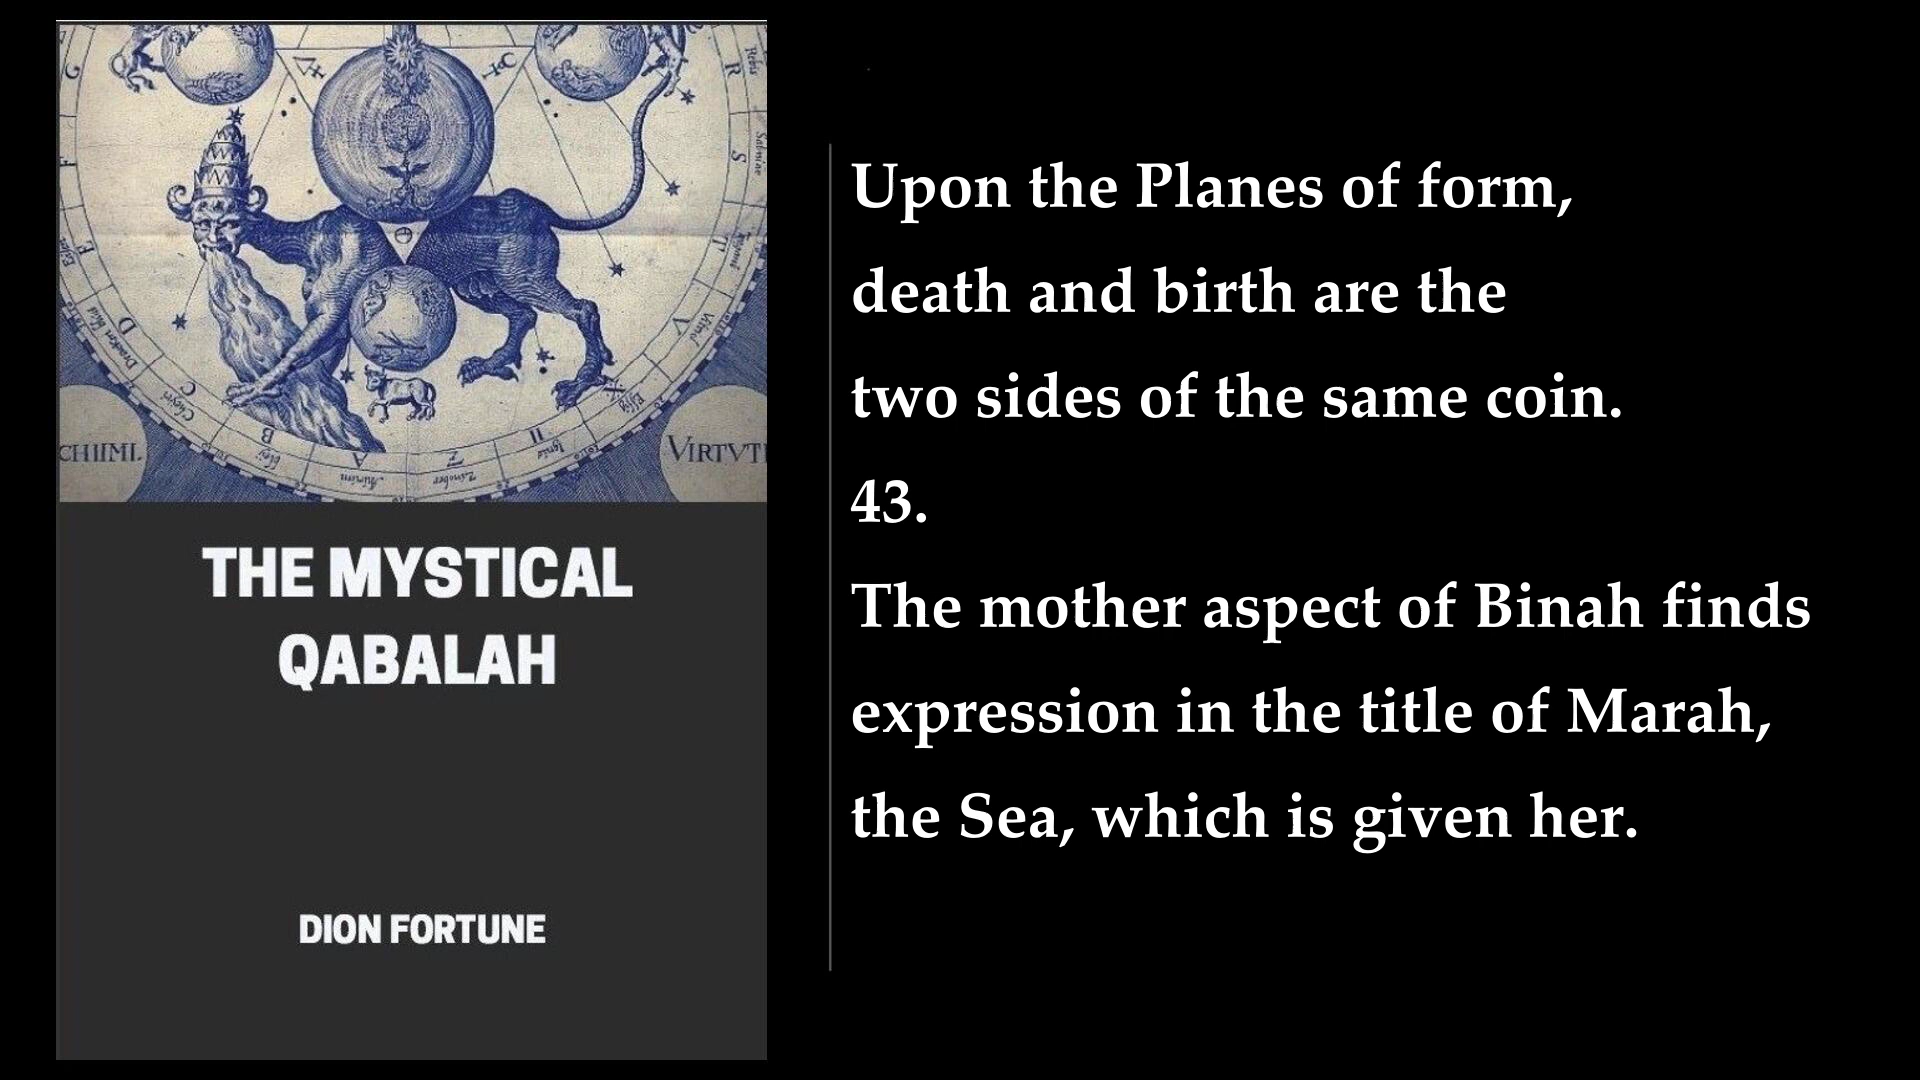 THE MYSTICAL
QABALAH
DION FORTUNE
CHIIMI.
VIRTVT
Upon the Planes of form,
death and birth are the
two sides of the same coin.
43.
The mother aspect of Binah finds
expression in the title of Marah,
the Sea, which is given her.